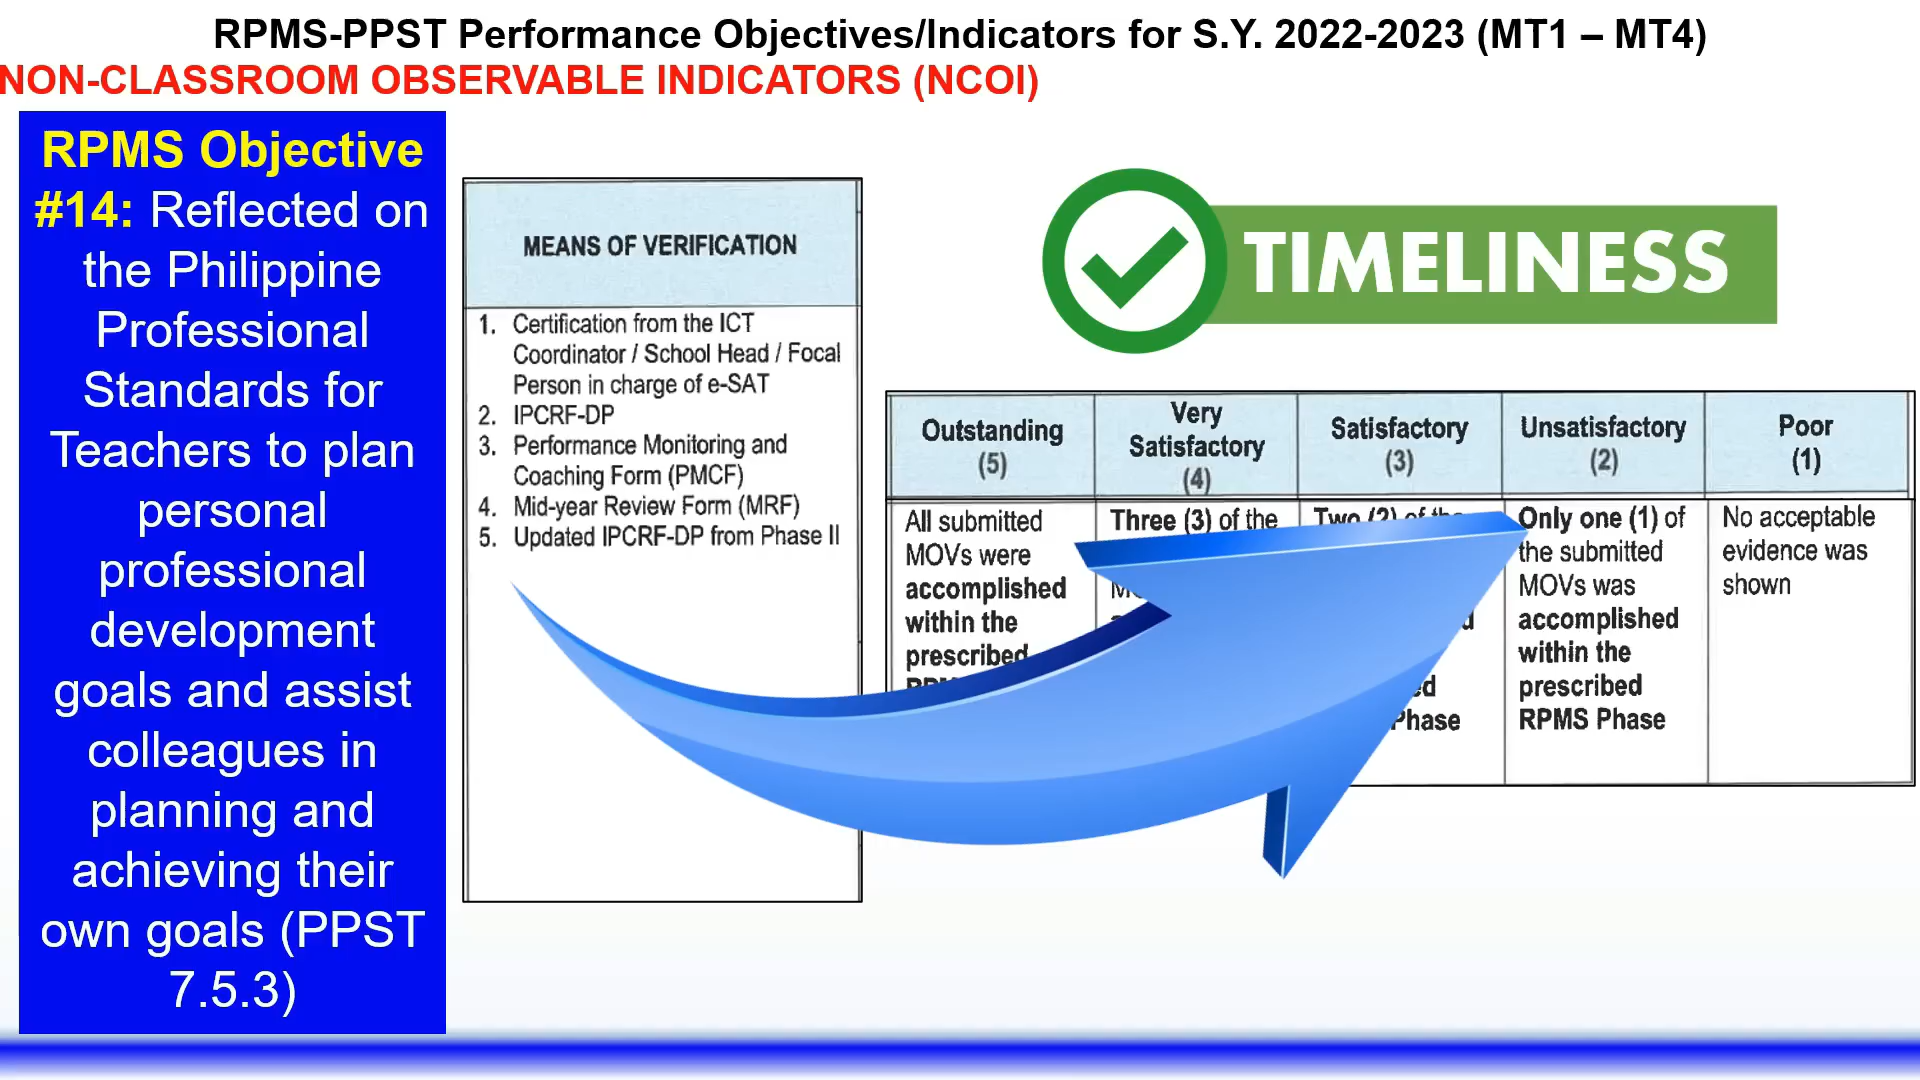 RPMS-PPST Performance Objectives/Indicators for S.Y. 2022-2023 (MT1 – MT4)
NON-CLASSROOM OBSERVABLE INDICATORS (NCOI)
RPMS Objective
#14: Reflected on
the Philippine
Professional
Standards for
Teachers to plan
personal
professional
development
goals and assist
colleagues in
planning and
achieving their
own goals (PPST
7.5.3)
MEANS OF VERIFICATION
1. Certification from the ICT
Coordinator / School Head / Focal
Person in charge of e-SAT
2. IPCRF-DP
3. Performance Monitoring and
Coaching Form (PMCF)
4. Mid-year Review Form (MRF)
5. Updated IPCRF-DP from Phase II
TIMELINESS
Outstanding
(5)
All submitted
MOVs were
accomplished
within the
prescribed
Very
Satisfactory
(4)
Three (3) of the
Satisfactory
(3)
Two (2) of the
Phase
Unsatisfactory
(2)
Only one (1) of
the submitted
MOVs was
accomplished
within the
prescribed
RPMS Phase
Poor
(1)
No acceptable
evidence was
shown